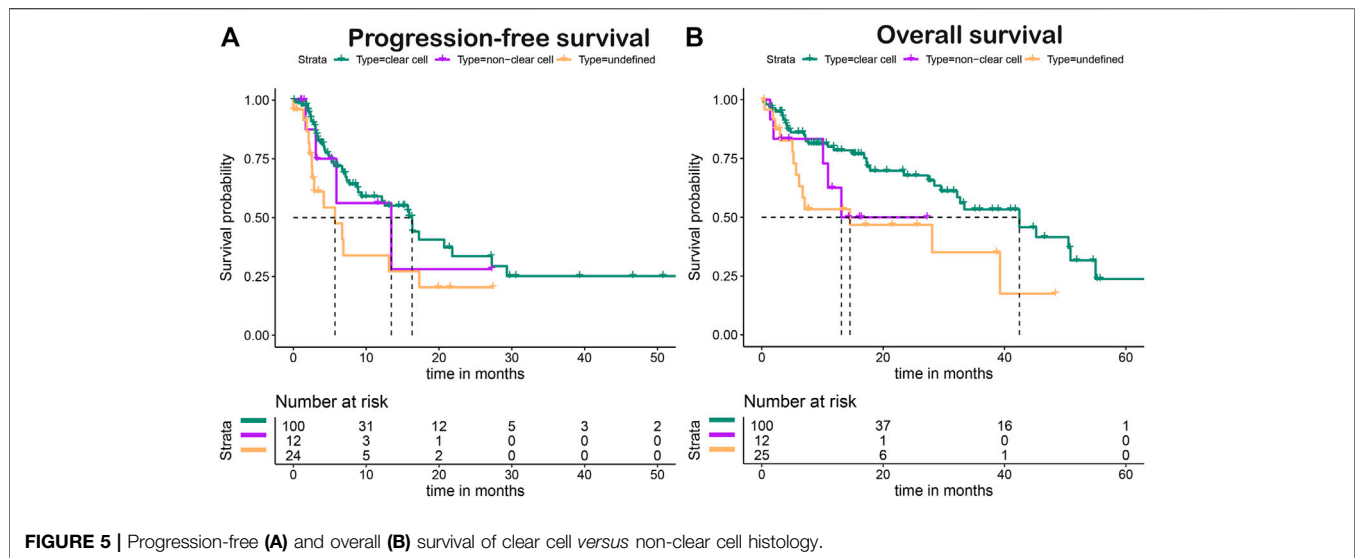 A Progression-free survival
Strata Type=clear cell Type=non-clear cell Type=undefined
Survival probability
1.00
0.75
0.50
0.25
0.00
0 10 20 30 40 50
time in months
Number at risk
Strata
100 31 12 5 3 2
12 3 1 0 0 0
24 5 2 0 0 0
0 10 20 30 40 50
time in months
B Overall survival
Strata Type=clear cell Type=non-clear cell Type=undefined
Survival probability
1.00
0.75
0.50
0.25
0.00
0 20 40 60
time in months
Number at risk
Strata
100 37 16 1
12 1 0 0
25 6 1 0
0 20 40 60
time in months
FIGURE 5 | Progression-free (A) and overall (B) survival of clear cell versus non-clear cell histology.